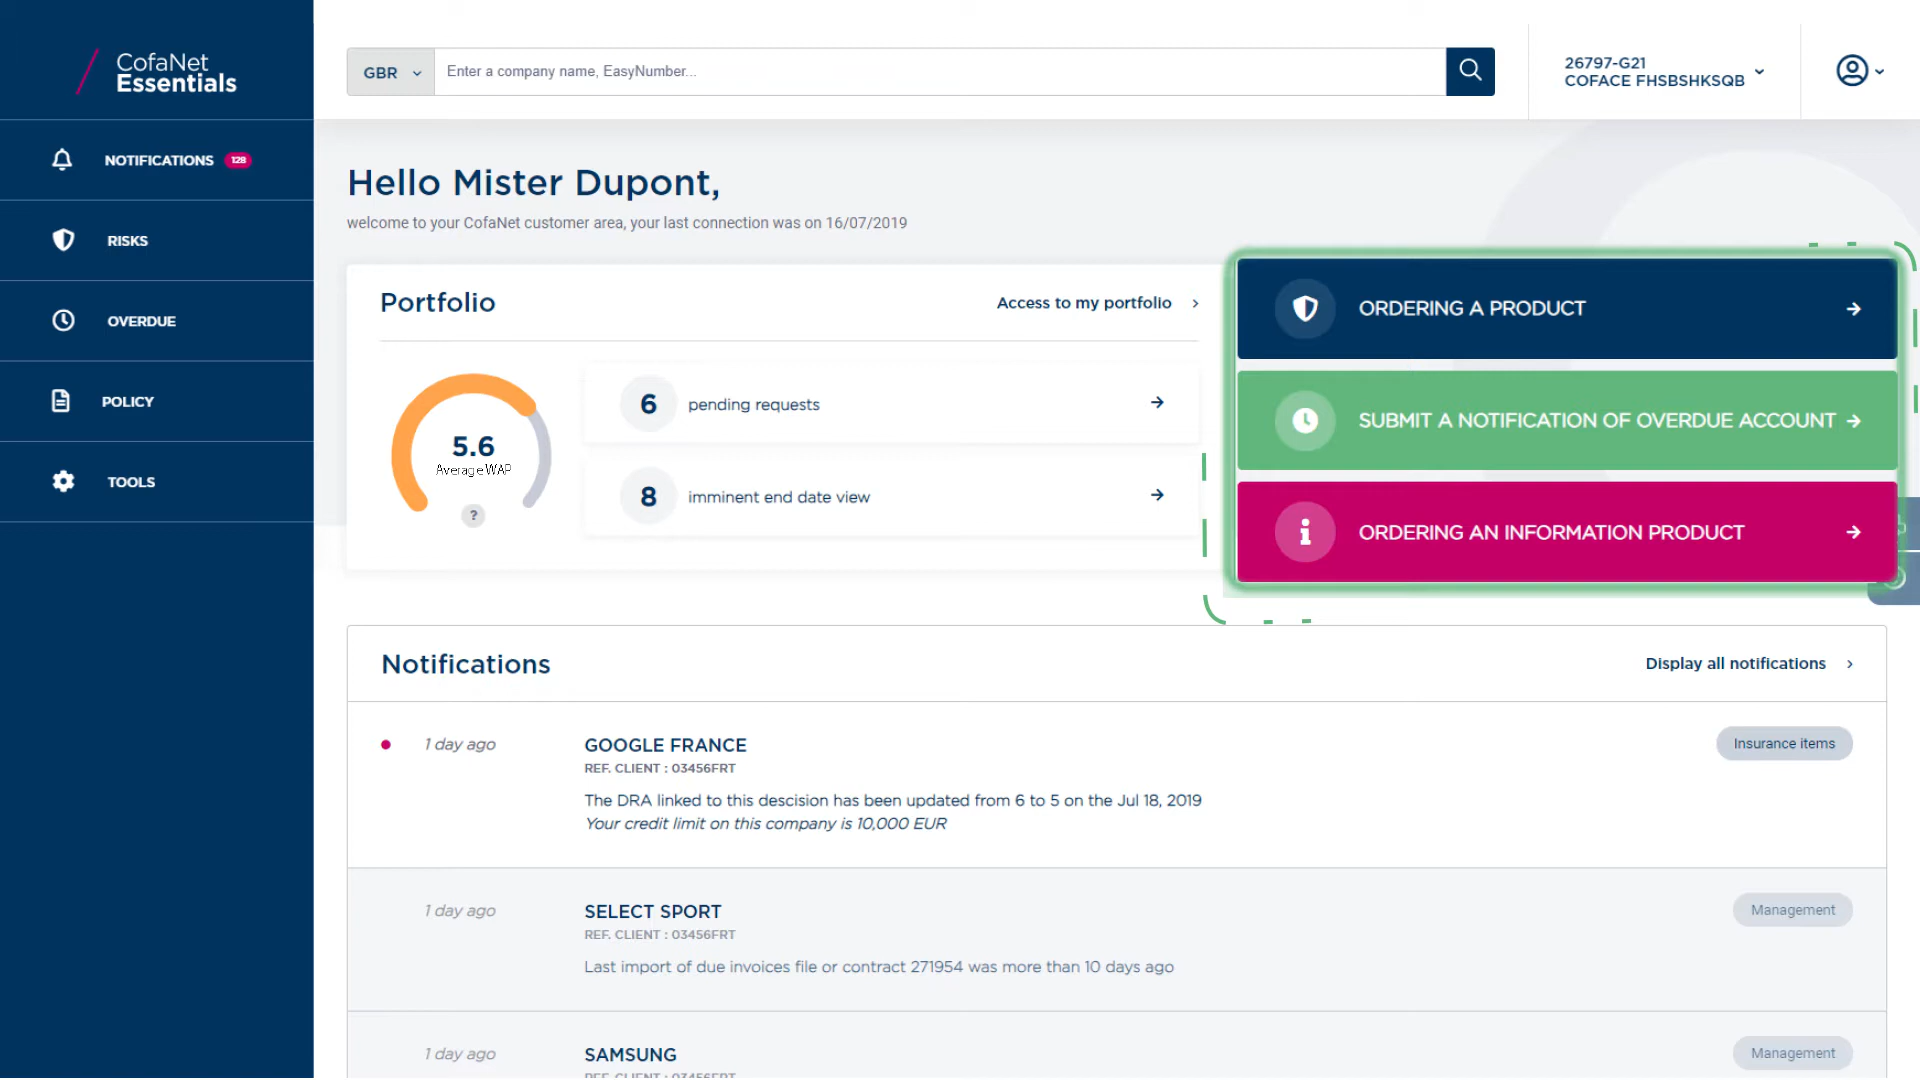 CofaNet
Essentials
GBR
Enter a company name, EasyNumber...
26797-G21
COFACE FHSBSHKSQB
NOTIFICATIONS 128
RISKS
OVERDUE
POLICY
TOOLS
Hello Mister Dupont,
welcome to your CofaNet customer area, your last connection was on 16/07/2019
Portfolio
Access to my portfolio
5.6
Average WAP
?
6 pending requests
8 imminent end date view
ORDERING A PRODUCT
SUBMIT A NOTIFICATION OF OVERDUE ACCOUNT
ORDERING AN INFORMATION PRODUCT
Notifications
Display all notifications
1 day ago
GOOGLE FRANCE
Insurance items
REF. CLIENT : 03456FRT
The DRA linked to this descision has been updated from 6 to 5 on the Jul 18, 2019
Your credit limit on this company is 10,000 EUR
1 day ago
SELECT SPORT
Management
REF. CLIENT : 03456FRT
Last import of due invoices file or contract 271954 was more than 10 days ago
1 day ago
SAMSUNG
Management
REF. CLIENT : 03456FRT